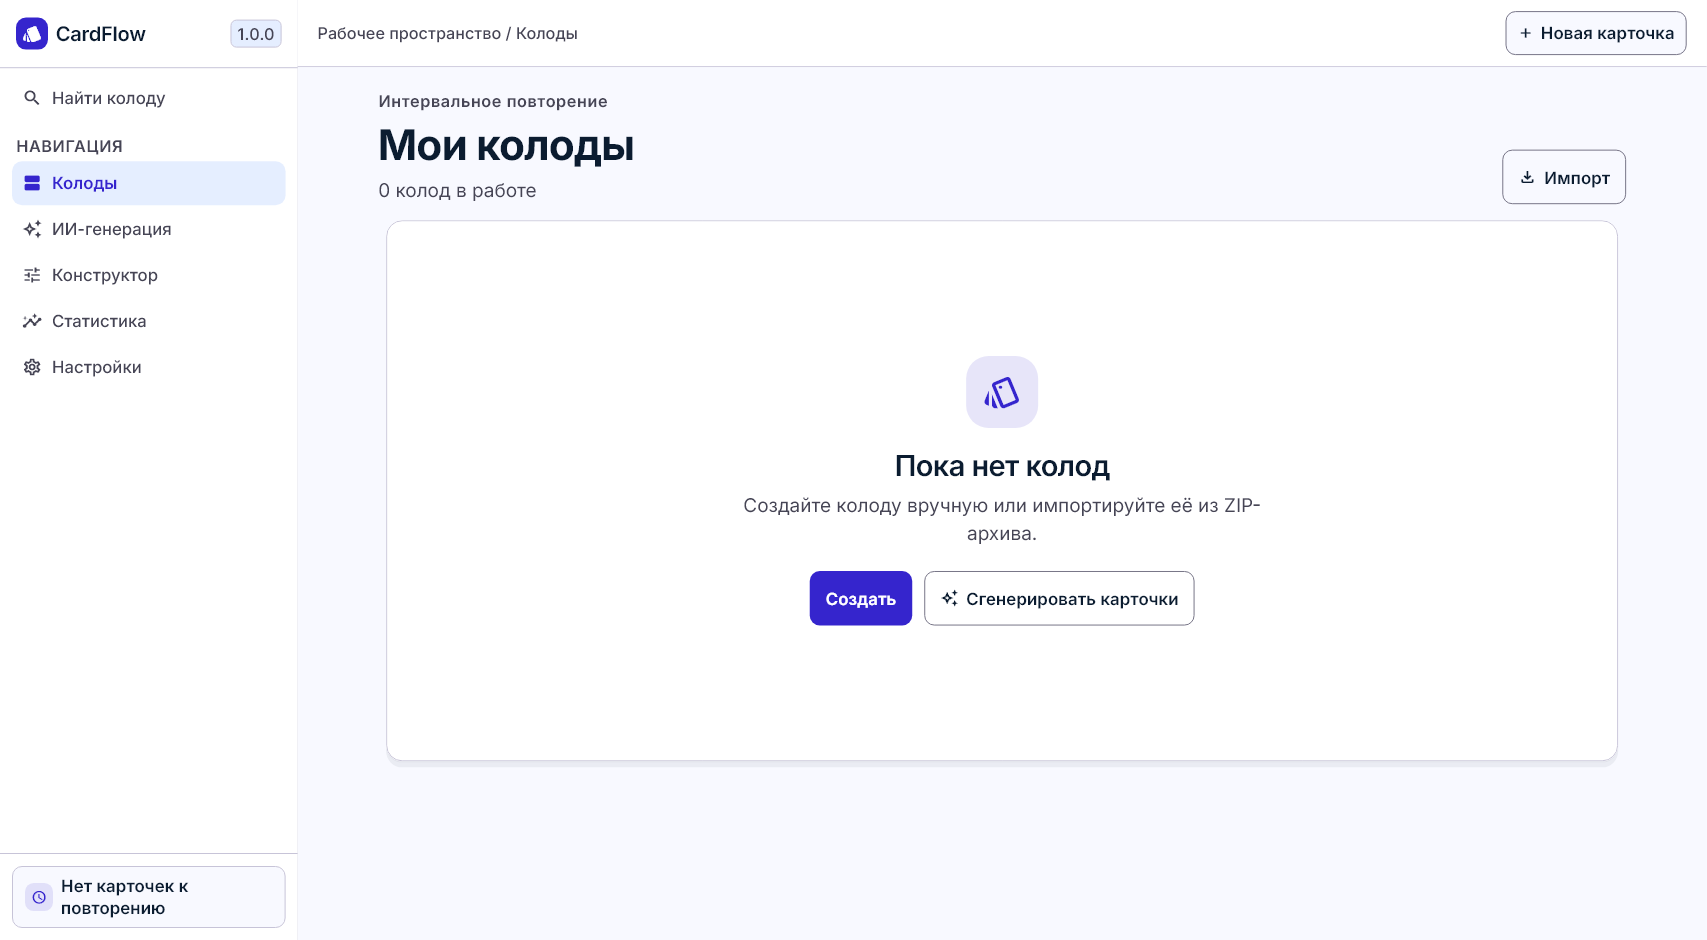 CardFlow
1.0.0
Рабочее пространство / Колоды
+ Новая карточка
Найти колоду
НАВИГАЦИЯ
Колоды
ИИ-генерация
Конструктор
Статистика
Настройки
Интервальное повторение
Мои колоды
0 колод в работе
Импорт
Пока нет колод
Создайте колоду вручную или импортируйте её из ZIP-
архива.
Создать
Сгенерировать карточки
Нет карточек к
повторению